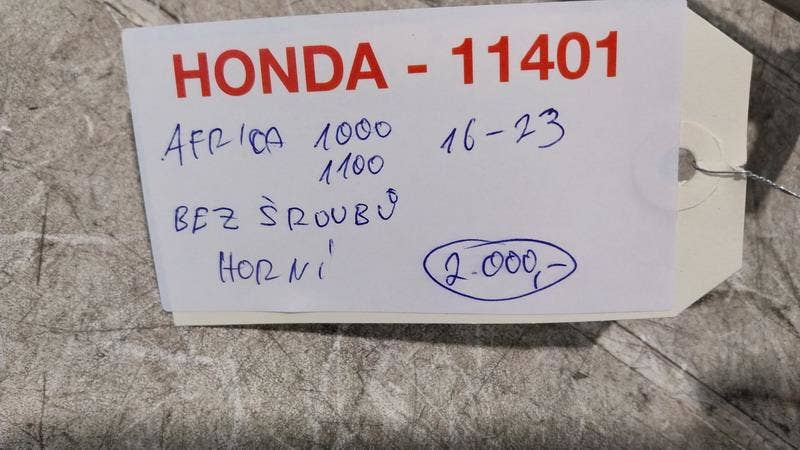 HONDA - 11401
AFRICA 1000 16-23
1100
BEZ ŠROUBŮ
HORNÍ 2.000,-